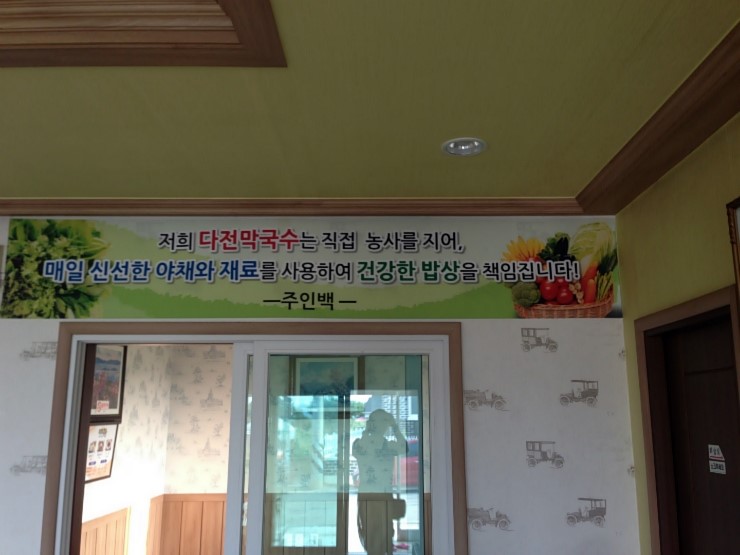 저희 다전막국수는 직접 농사를 지어,
매일 신선한 야채와 재료를 사용하여 건강한 밥상을 책임집니다!
—주인백—